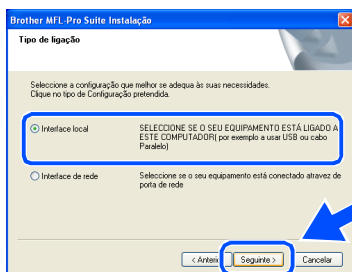 Brother MFL-Pro Suite Instalação
Tipo de ligação
Seleccione a configuração que melhor se adequa às suas necessidades.
Clique no tipo de Configuração pretendida.
Interface local
SELECCIONE SE O SEU EQUIPAMENTO ESTÁ LIGADO A
ESTE COMPUTADOR( por exemplo a usar USB ou cabo
Paralelo)
Interface de rede
Seleccione se o seu equipamento está conectado atravez de
porta de rede
< Anterior
Seguinte >
Cancelar